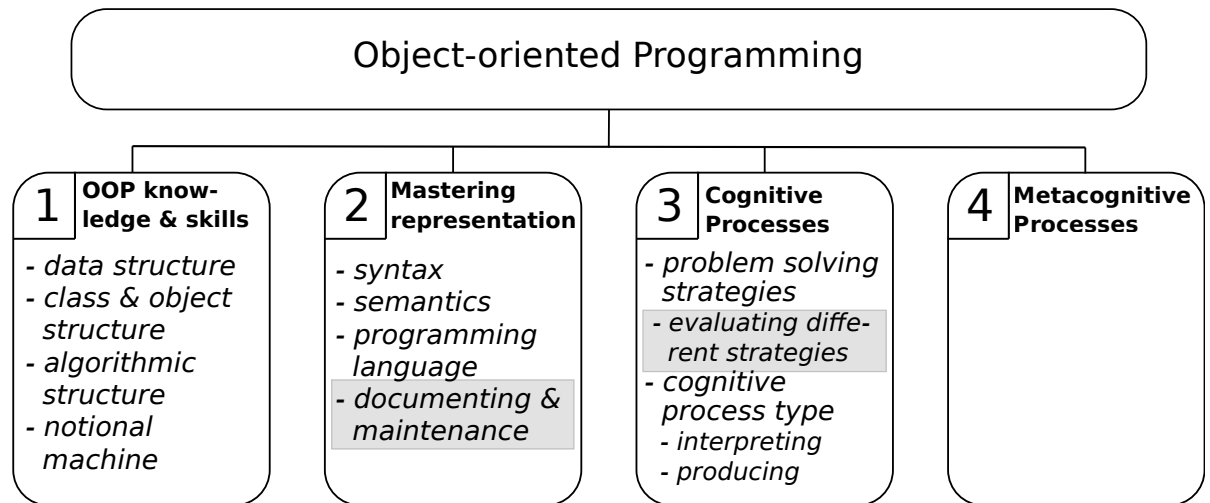 Object-oriented Programming
1
OOP know-
ledge & skills
- data structure
- class & object
structure
- algorithmic
structure
- notional
machine
2
Mastering
representation
- syntax
- semantics
- programming
language
- documenting &
maintenance
3
Cognitive
Processes
- problem solving
strategies
- evaluating diffe-
rent strategies
- cognitive
process type
- interpreting
- producing
4
Metacognitive
Processes